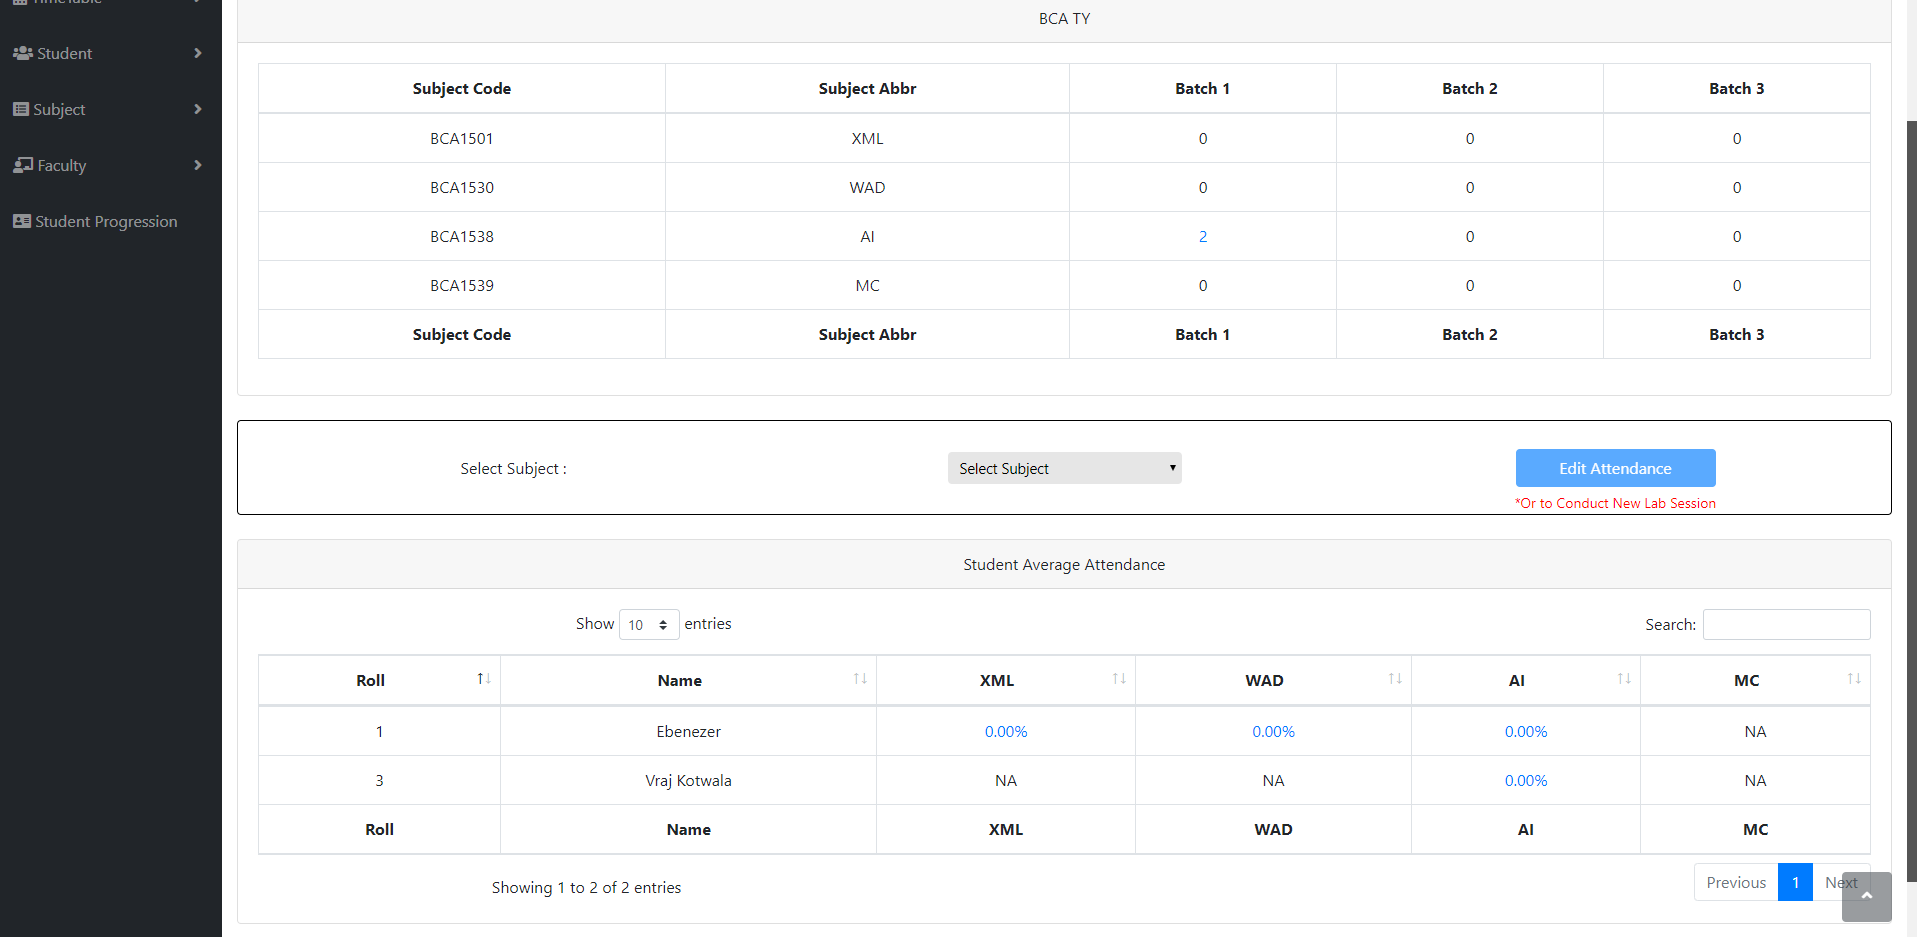 TimeTable
Student
Subject
Faculty
Student Progression
BCA TY
Subject Code Subject Abbr Batch 1 Batch 2 Batch 3
BCA1501 XML 0 0 0
BCA1530 WAD 0 0 0
BCA1538 AI 2 0 0
BCA1539 MC 0 0 0
Subject Code Subject Abbr Batch 1 Batch 2 Batch 3
Select Subject : Select Subject Edit Attendance
*Or to Conduct New Lab Session
Student Average Attendance
Show 10 entries Search:
Roll Name XML WAD AI MC
1 Ebenezer 0.00% 0.00% 0.00% NA
3 Vraj Kotwala NA NA 0.00% NA
Roll Name XML WAD AI MC
Showing 1 to 2 of 2 entries Previous 1 Next